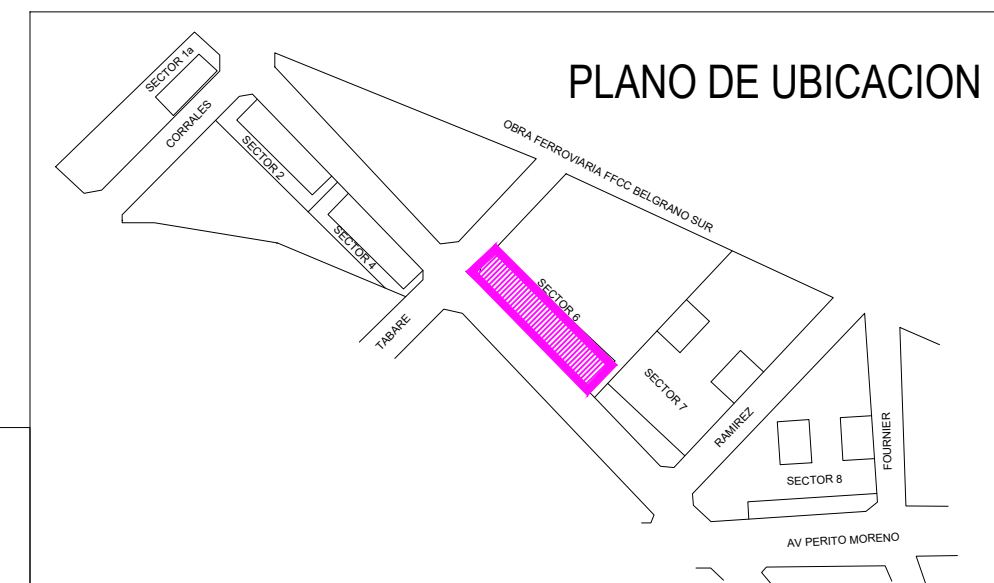 PLANO DE UBICACION
SECTOR 1a
CORRALES
SECTOR 2
SECTOR 4
TABARE
OBRA FERROVIARIA FFCC BELGRANO SUR
SECTOR 6
SECTOR 7
RAMIREZ
FOURNIER
SECTOR 8
AV PERITO MORENO